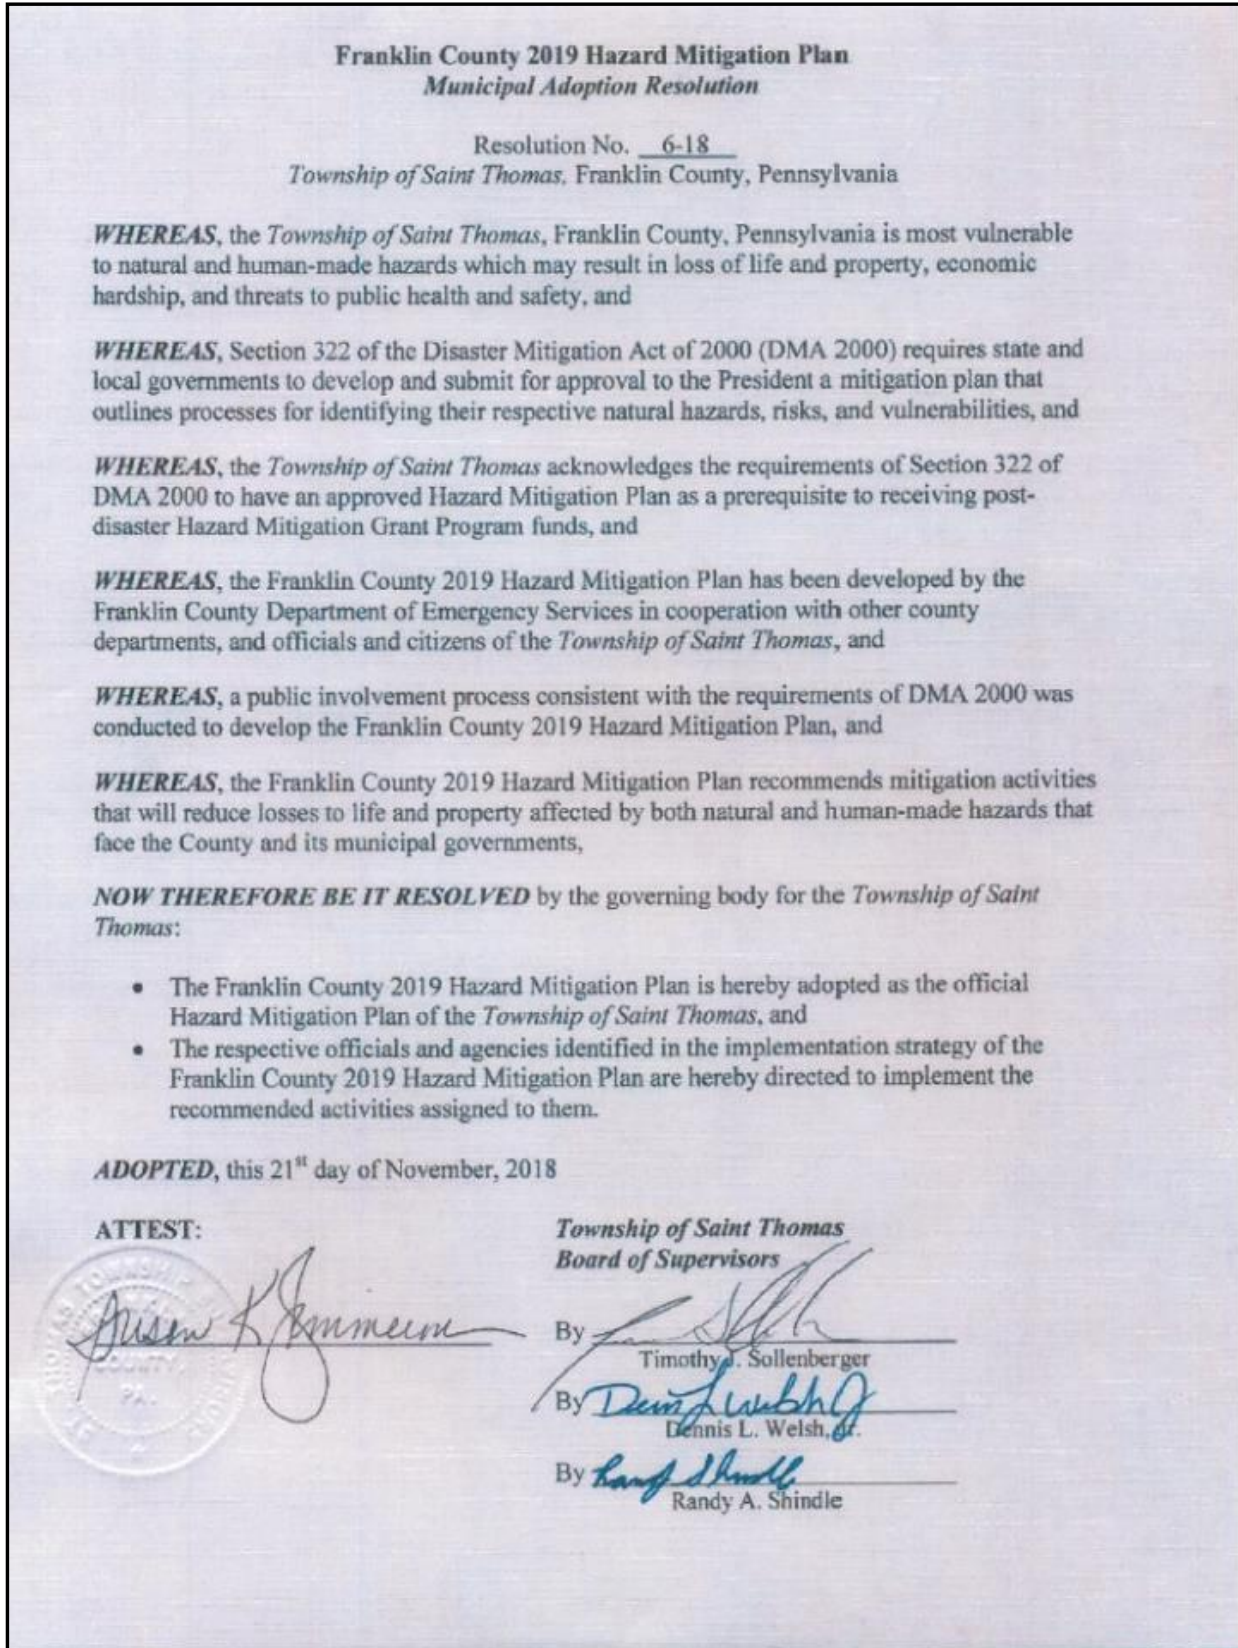 Franklin County 2019 Hazard Mitigation Plan
Municipal Adoption Resolution
Resolution No. 6-18
Township of Saint Thomas, Franklin County, Pennsylvania
WHEREAS, the Township of Saint Thomas, Franklin County, Pennsylvania is most vulnerable
to natural and human-made hazards which may result in loss of life and property, economic
hardship, and threats to public health and safety, and
WHEREAS, Section 322 of the Disaster Mitigation Act of 2000 (DMA 2000) requires state and
local governments to develop and submit for approval to the President a mitigation plan that
outlines processes for identifying their respective natural hazards, risks, and vulnerabilities, and
WHEREAS, the Township of Saint Thomas acknowledges the requirements of Section 322 of
DMA 2000 to have an approved Hazard Mitigation Plan as a prerequisite to receiving post-
disaster Hazard Mitigation Grant Program funds, and
WHEREAS, the Franklin County 2019 Hazard Mitigation Plan has been developed by the
Franklin County Department of Emergency Services in cooperation with other county
departments, and officials and citizens of the Township of Saint Thomas, and
WHEREAS, a public involvement process consistent with the requirements of DMA 2000 was
conducted to develop the Franklin County 2019 Hazard Mitigation Plan, and
WHEREAS, the Franklin County 2019 Hazard Mitigation Plan recommends mitigation activities
that will reduce losses to life and property affected by both natural and human-made hazards that
face the County and its municipal governments,
NOW THEREFORE BE IT RESOLVED by the governing body for the Township of Saint
Thomas:
• The Franklin County 2019 Hazard Mitigation Plan is hereby adopted as the official
Hazard Mitigation Plan of the Township of Saint Thomas, and
• The respective officials and agencies identified in the implementation strategy of the
Franklin County 2019 Hazard Mitigation Plan are hereby directed to implement the
recommended activities assigned to them.
ADOPTED, this 21st day of November, 2018
ATTEST:
Township of Saint Thomas
Board of Supervisors
By
Timothy J. Sollenberger
By Dennis L Welsh Jr
Dennis L. Welsh, Jr.
By Randy Shindle
Randy A. Shindle
THOMAS TOWNSHIP
COUNTY,
PA.